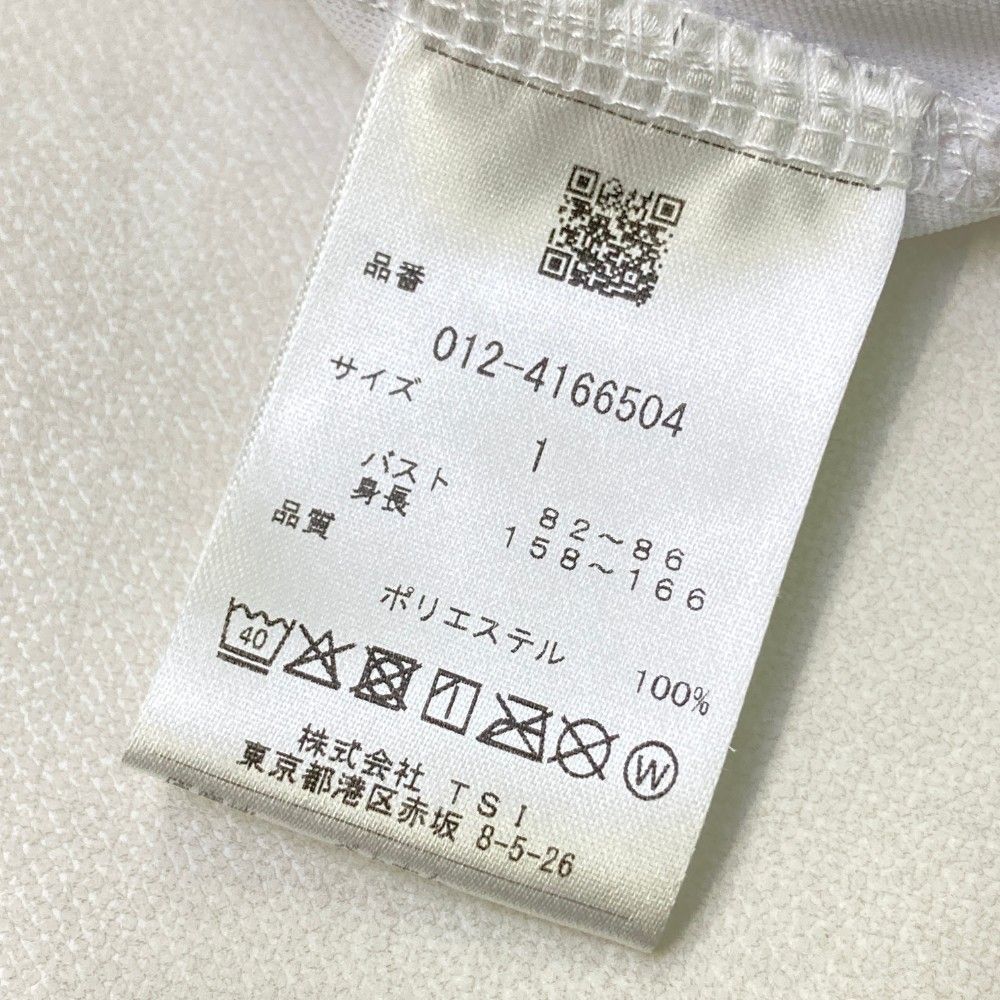 品番
012-4166504
サイズ
1
バスト 82～86
身長 158～166
品質
ポリエステル 100%
40
W
株式会社 TSI
東京都港区赤坂 8-5-26